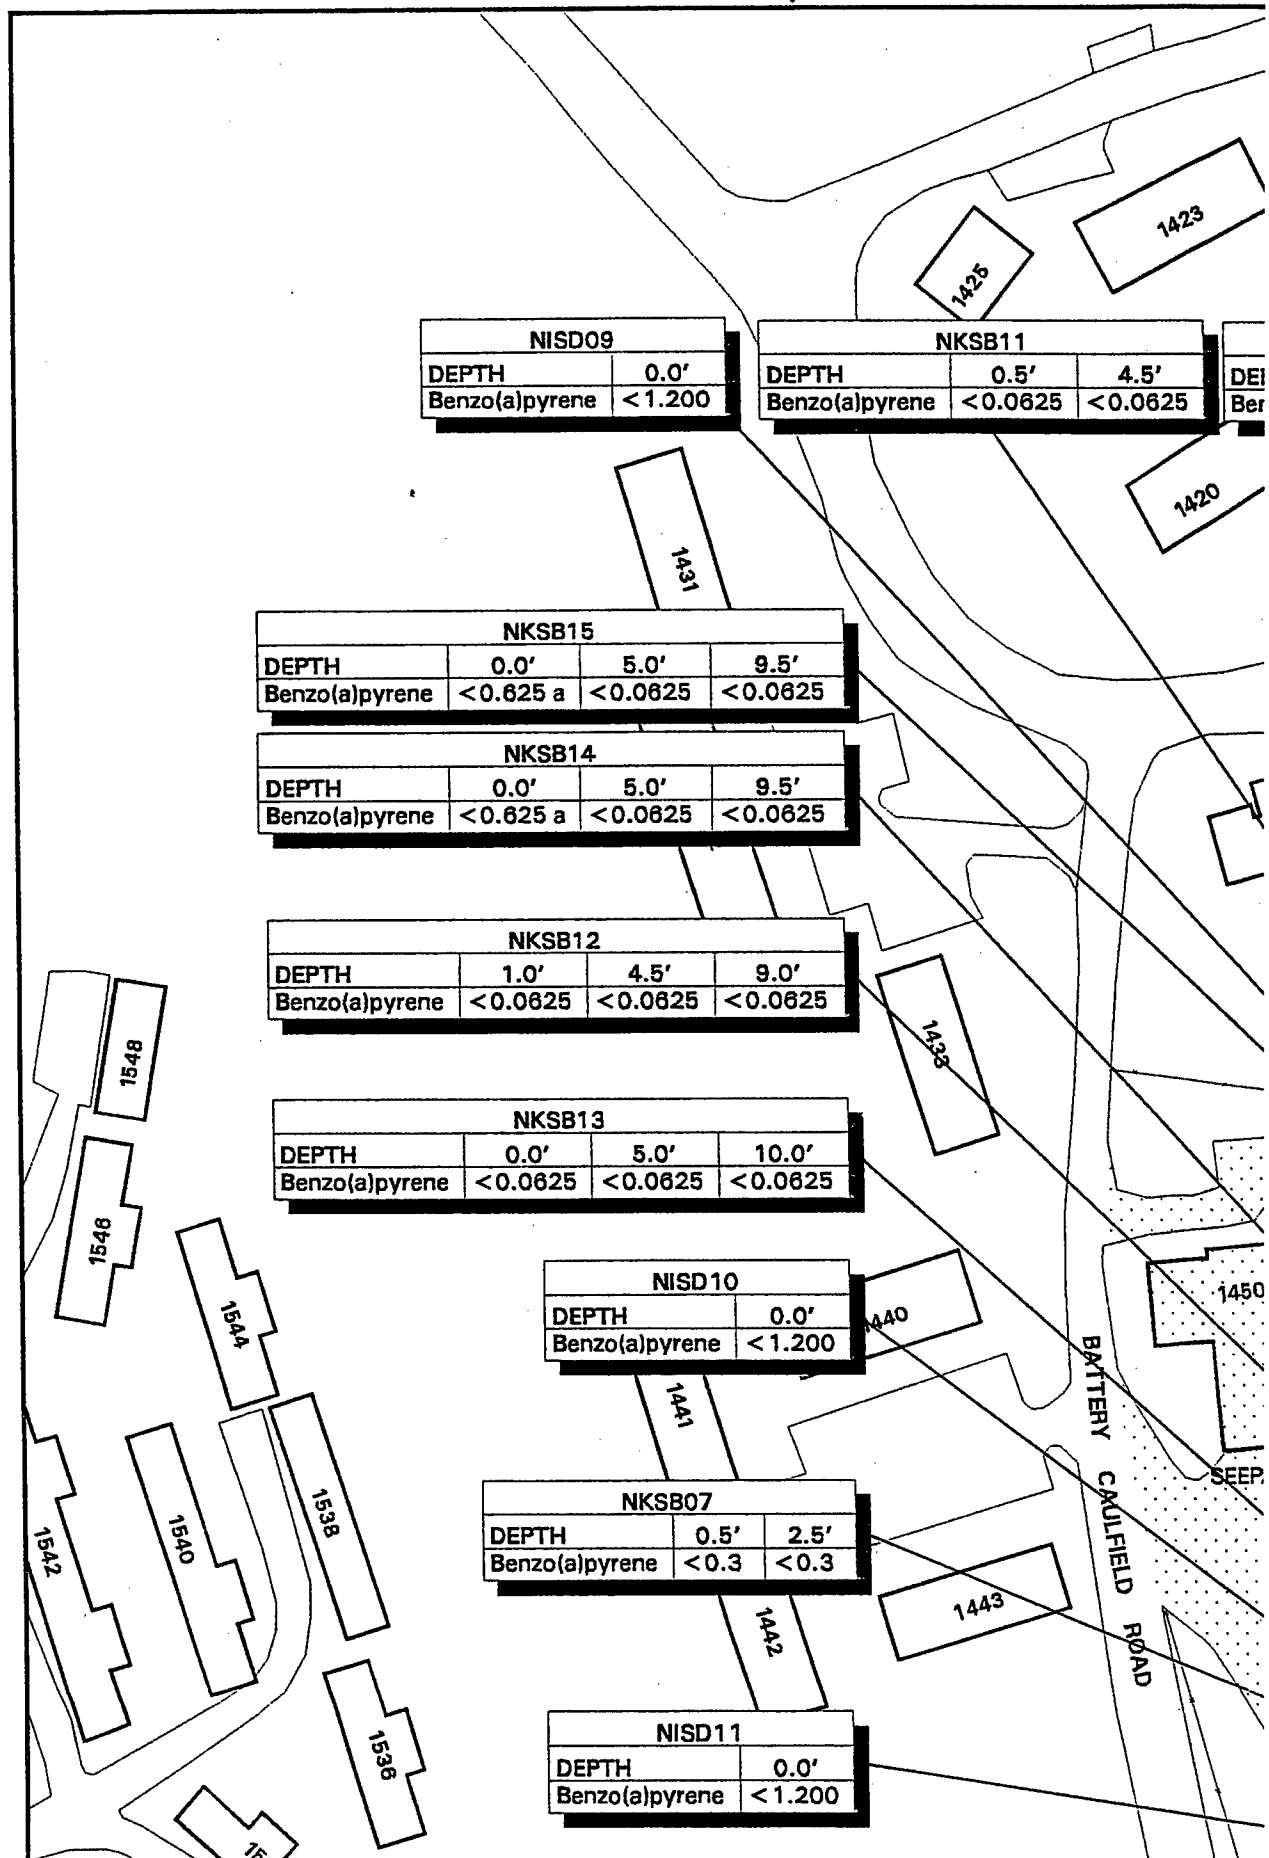 1423
1425
NISD09
DEPTH 0.0'
Benzo(a)pyrene <1.200
NKSB11
DEPTH 0.5' 4.5'
Benzo(a)pyrene <0.0625 <0.0625
1420
1431
NKSB15
DEPTH 0.0' 5.0' 9.5'
Benzo(a)pyrene <0.625 a <0.0625 <0.0625
NKSB14
DEPTH 0.0' 5.0' 9.5'
Benzo(a)pyrene <0.625 a <0.0625 <0.0625
NKSB12
DEPTH 1.0' 4.5' 9.0'
Benzo(a)pyrene <0.0625 <0.0625 <0.0625
1433
1548
NKSB13
DEPTH 0.0' 5.0' 10.0'
Benzo(a)pyrene <0.0625 <0.0625 <0.0625
1546
1544
NISD10
DEPTH 0.0'
Benzo(a)pyrene <1.200
1440
1450
1441
BATTERY CAULFIELD ROAD
SEEP
1538
1540
1542
NKSB07
DEPTH 0.5' 2.5'
Benzo(a)pyrene <0.3 <0.3
1443
1442
1536
NISD11
DEPTH 0.0'
Benzo(a)pyrene <1.200